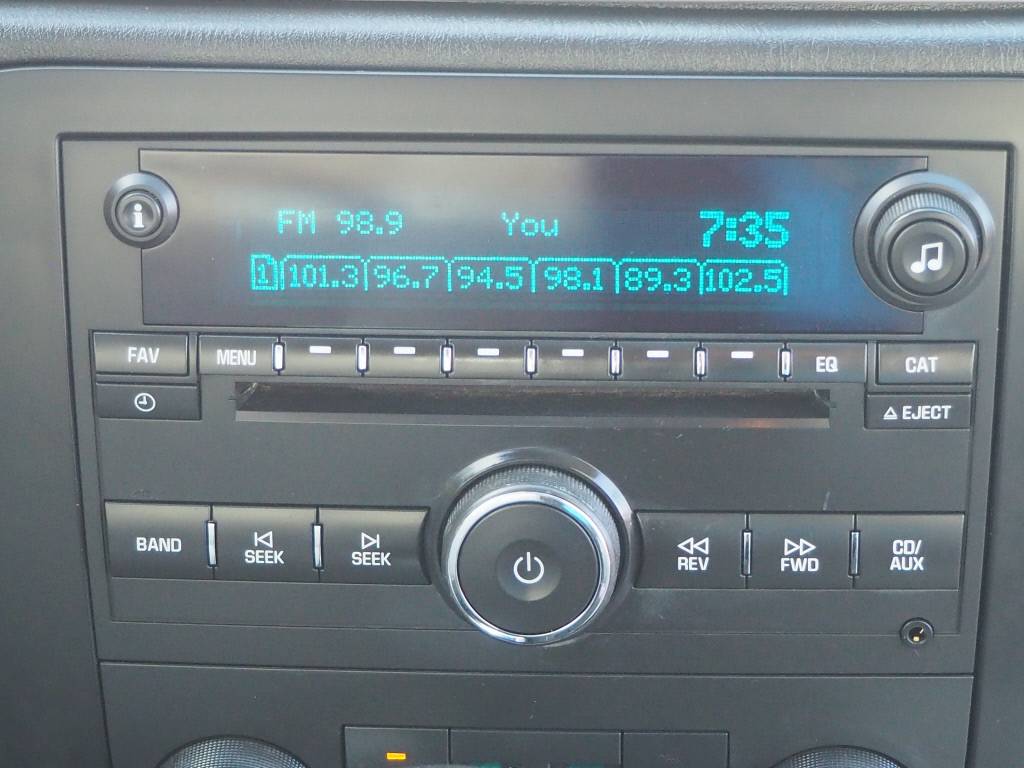 FM 98.9 You 7:35
1 101.3 96.7 94.5 98.1 89.3 102.5
FAV MENU EQ CAT
EJECT
BAND SEEK SEEK REV FWD CD/
AUX